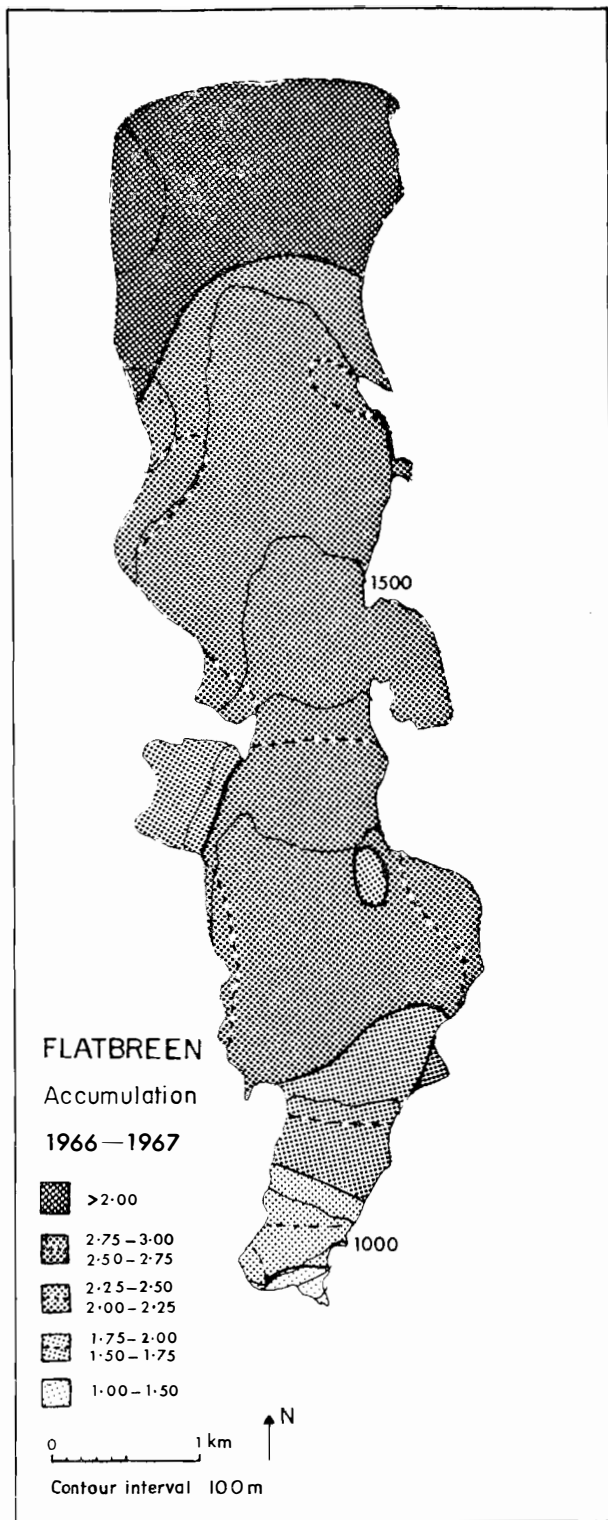 1500
FLATBREEN
Accumulation
1966—1967
>2·00
2·75–3·00
2·50–2·75
2·25–2·50
2·00–2·25
1·75–2·00
1·50–1·75
1·00–1·50
1000
N
0 1 km
Contour interval 100m